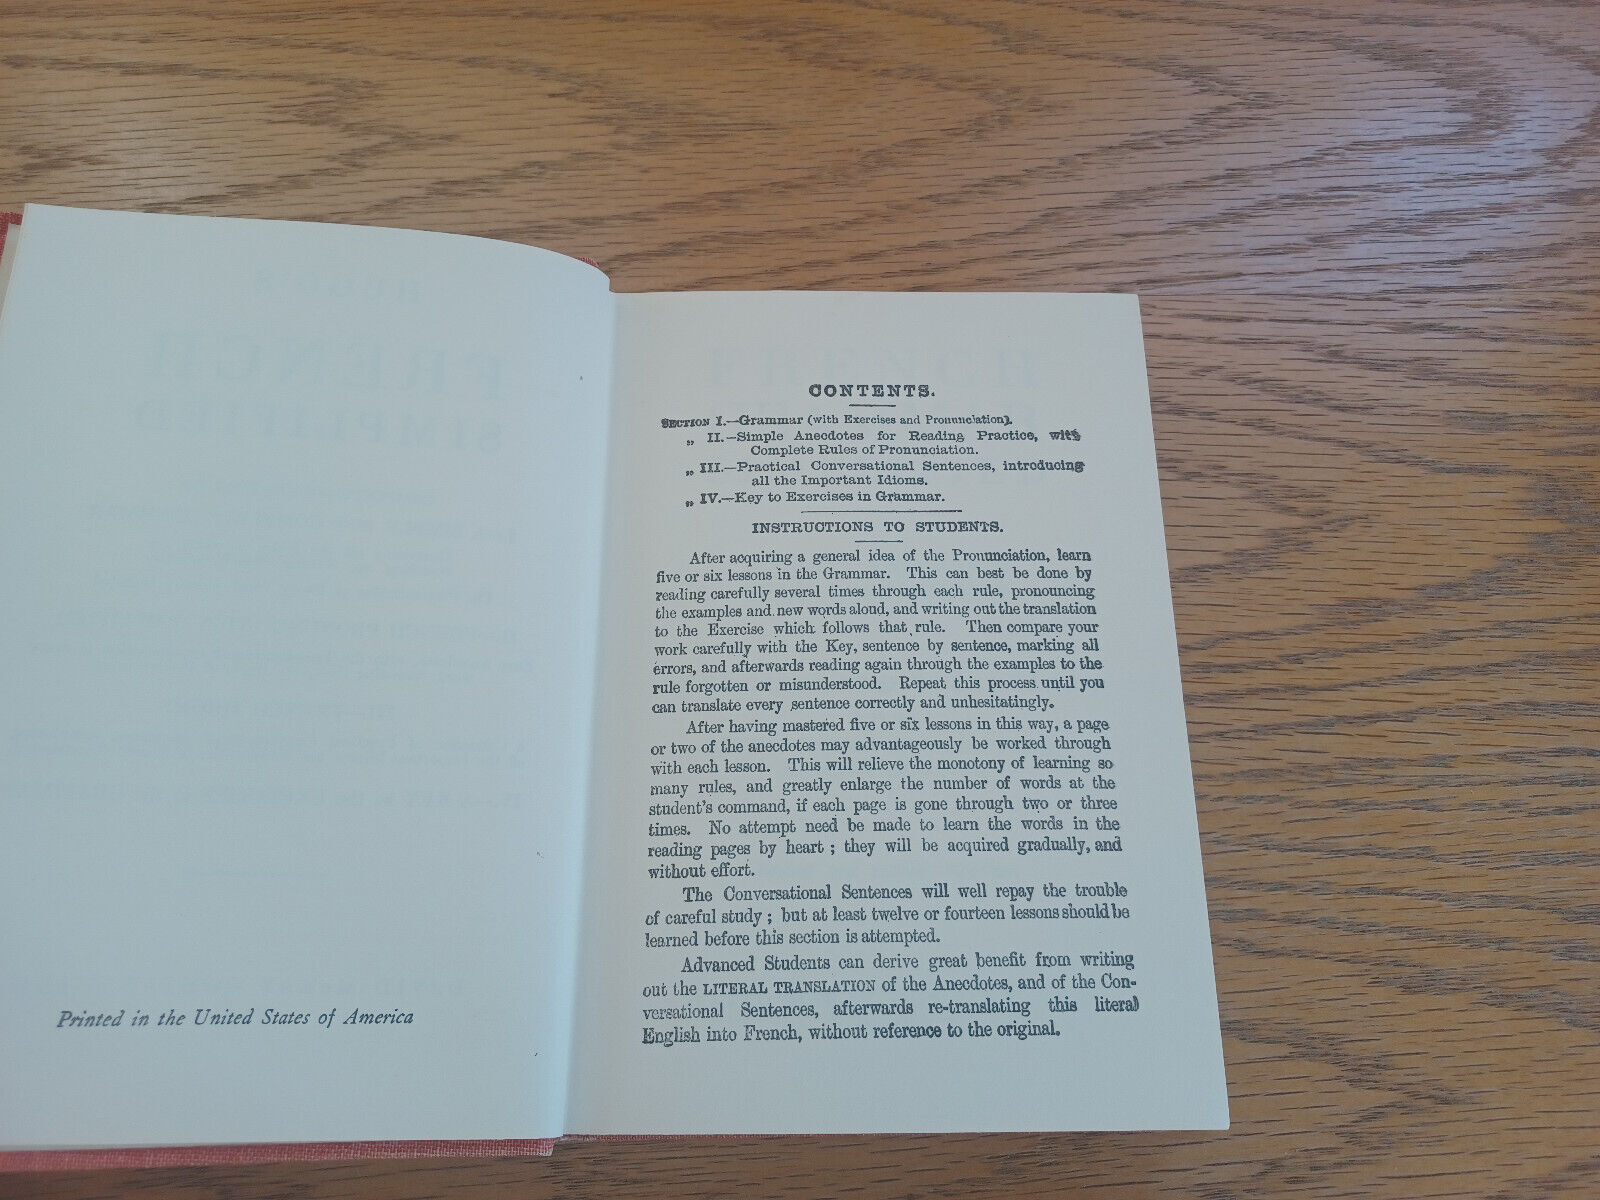 Printed in the United States of America
CONTENTS.
SECTION I.—Grammar (with Exercises and Pronunciation).
„ II.—Simple Anecdotes for Reading Practice, with
Complete Rules of Pronunciation.
„ III.—Practical Conversational Sentences, introducing
all the Important Idioms.
„ IV.—Key to Exercises in Grammar.
INSTRUCTIONS TO STUDENTS.
After acquiring a general idea of the Pronunciation, learn
five or six lessons in the Grammar. This can best be done by
reading carefully several times through each rule, pronouncing
the examples and new words aloud, and writing out the translation
to the Exercise which follows that rule. Then compare your
work carefully with the Key, sentence by sentence, marking all
errors, and afterwards reading again through the examples to the
rule forgotten or misunderstood. Repeat this process until you
can translate every sentence correctly and unhesitatingly.
After having mastered five or six lessons in this way, a page
or two of the anecdotes may advantageously be worked through
with each lesson. This will relieve the monotony of learning so
many rules, and greatly enlarge the number of words at the
student's command, if each page is gone through two or three
times. No attempt need be made to learn the words in the
reading pages by heart ; they will be acquired gradually, and
without effort.
The Conversational Sentences will well repay the trouble
of careful study ; but at least twelve or fourteen lessons should be
learned before this section is attempted.
Advanced Students can derive great benefit from writing
out the LITERAL TRANSLATION of the Anecdotes, and of the Con-
versational Sentences, afterwards re-translating this literal
English into French, without reference to the original.